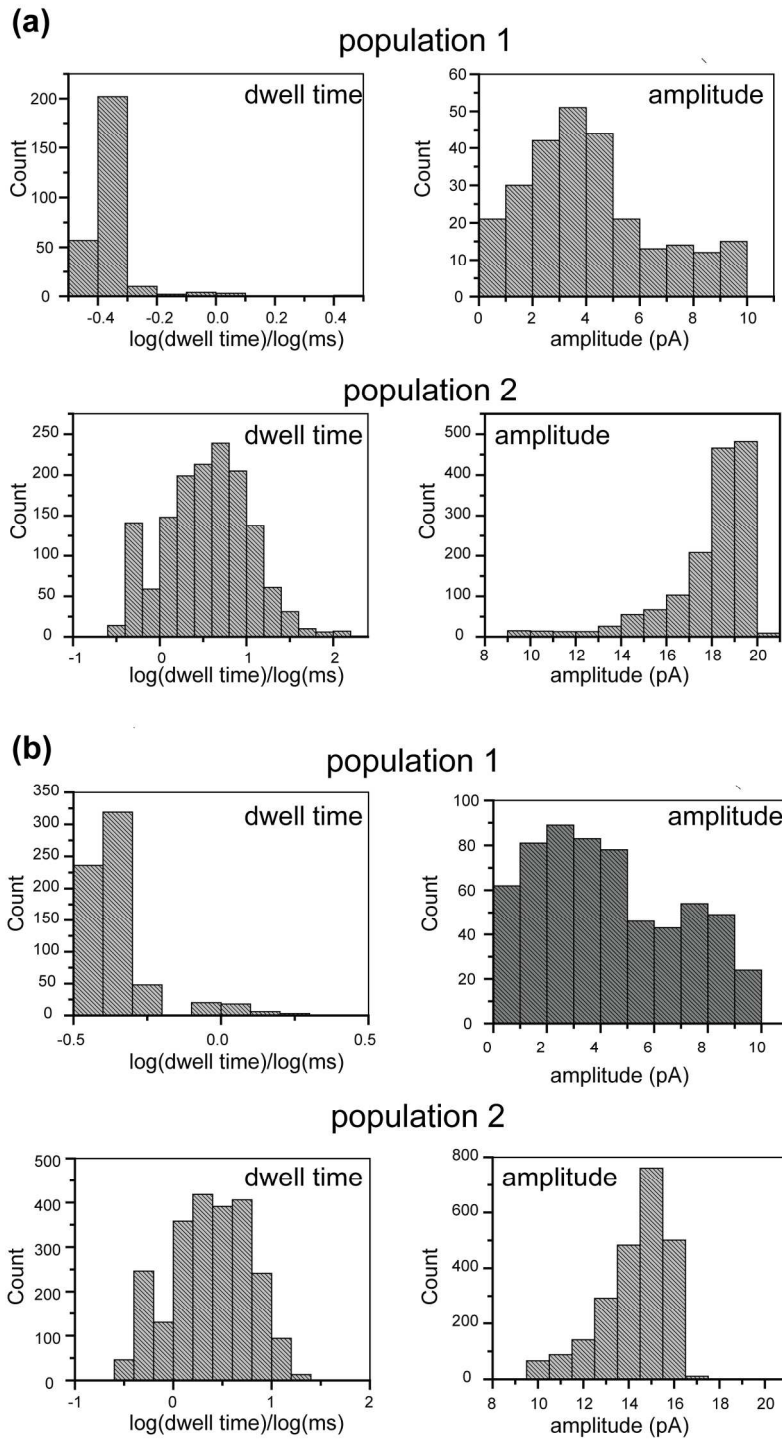 (a)
population 1
dwell time
Count
200
150
100
50
0
-0.4 -0.2 0.0 0.2 0.4
log(dwell time)/log(ms)
amplitude
Count
60
50
40
30
20
10
0
0 2 4 6 8 10
amplitude (pA)
population 2
dwell time
Count
250
200
150
100
50
0
-1 0 1 2
log(dwell time)/log(ms)
amplitude
Count
500
400
300
200
100
0
8 10 12 14 16 18 20
amplitude (pA)
(b)
population 1
dwell time
Count
350
300
250
200
150
100
50
0
-0.5 0.0 0.5
log(dwell time)/log(ms)
amplitude
Count
100
80
60
40
20
0
0 2 4 6 8 10
amplitude (pA)
population 2
dwell time
Count
500
400
300
200
100
0
-1 0 1 2
log(dwell time)/log(ms)
amplitude
Count
800
600
400
200
0
8 10 12 14 16 18 20
amplitude (pA)